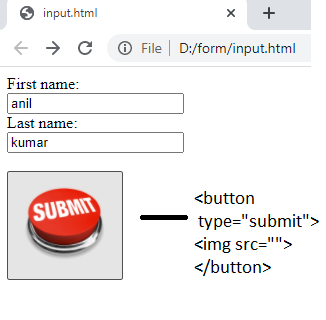 input.html
File | D:/form/input.html
First name:
anil
Last name:
kumar
SUBMIT
<button
type="submit">
<img src="">
</button>